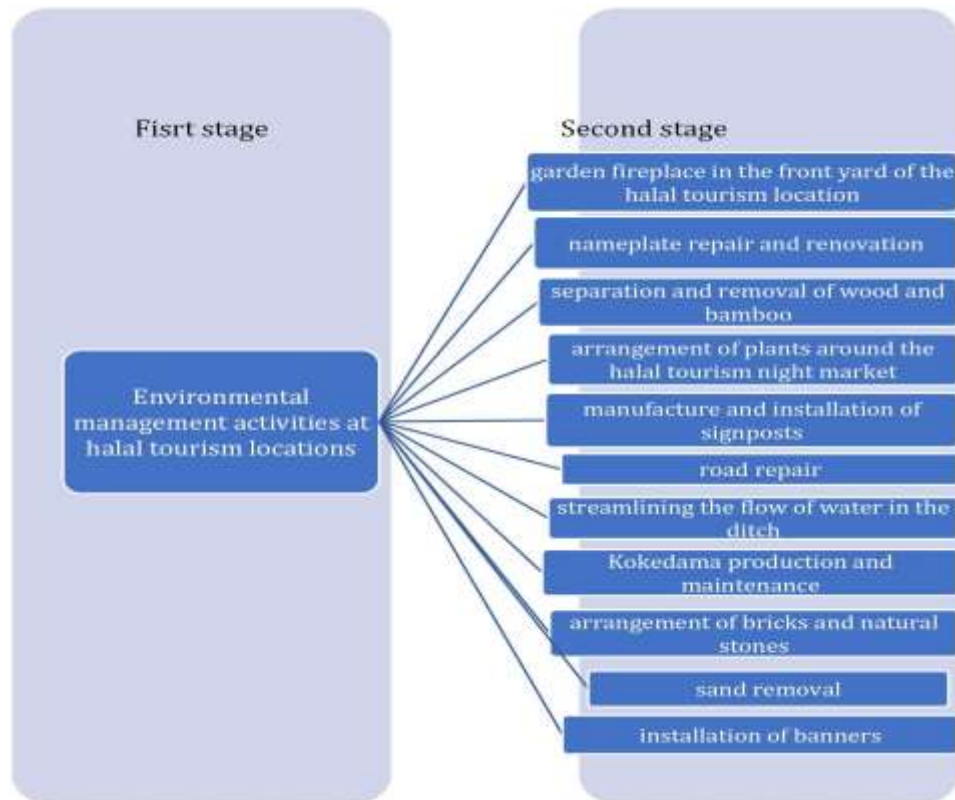 Fisrt stage
Second stage
Environmental
management activities at
halal tourism locations
garden fireplace in the front yard of the
halal tourism location
nameplate repair and renovation
separation and removal of wood and
bamboo
arrangement of plants around the
halal tourism night market
manufacture and installation of
signposts
road repair
streamlining the flow of water in the
ditch
Kokedama production and
maintenance
arrangement of bricks and natural
stones
sand removal
installation of banners